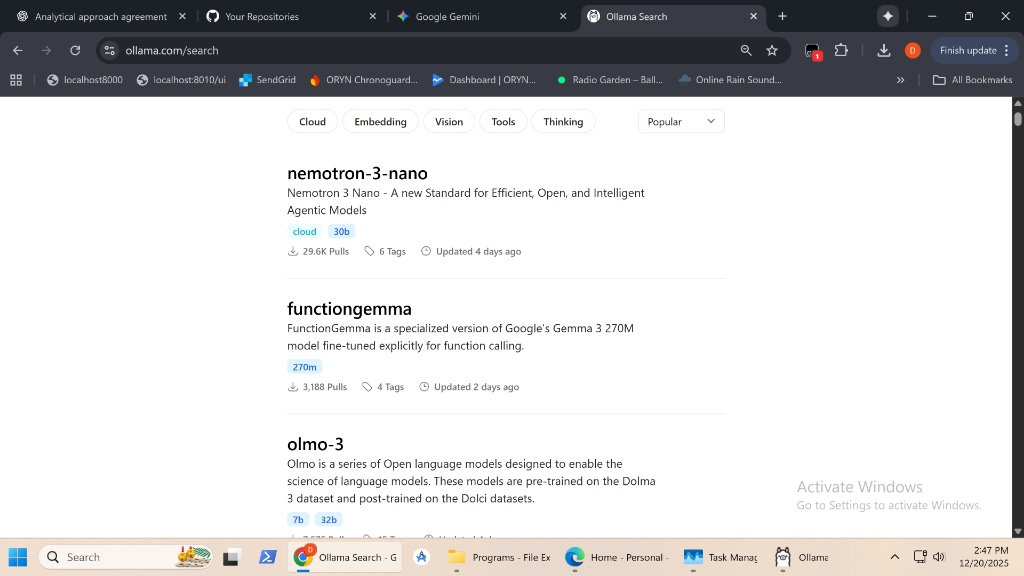 Analytical approach agreement
Your Repositories
Google Gemini
Ollama Search
ollama.com/search
1
D
Finish update
localhost8000
localhost:8010/ui
SendGrid
ORYN Chronoguard...
Dashboard | ORYN...
Radio Garden – Ball...
Online Rain Sound...
All Bookmarks
Cloud
Embedding
Vision
Tools
Thinking
Popular
nemotron-3-nano
Nemotron 3 Nano - A new Standard for Efficient, Open, and Intelligent
Agentic Models
cloud 30b
29.6K Pulls 6 Tags Updated 4 days ago
functiongemma
FunctionGemma is a specialized version of Google's Gemma 3 270M
model fine-tuned explicitly for function calling.
270m
3,188 Pulls 4 Tags Updated 2 days ago
olmo-3
Olmo is a series of Open language models designed to enable the
science of language models. These models are pre-trained on the Dolma
3 dataset and post-trained on the Dolci datasets.
7b 32b
Activate Windows
Go to Settings to activate Windows.
Search
Ollama Search - G
Programs - File Ex
Home - Personal -
Task Manag
Ollama
2:47 PM
12/20/2025